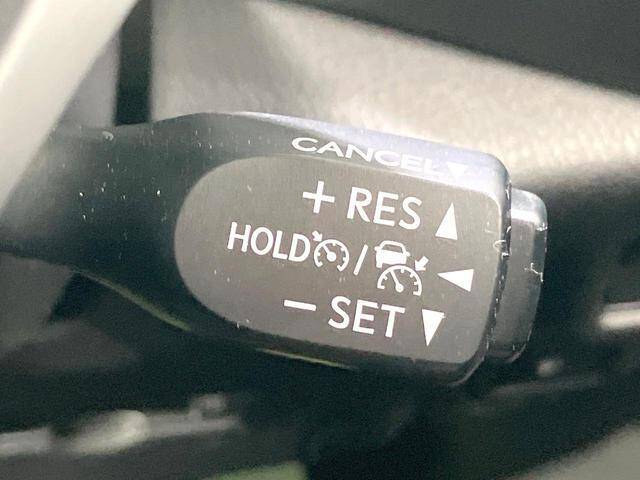 CANCEL▼
+ RES ▲
HOLD / ◀
− SET ▼